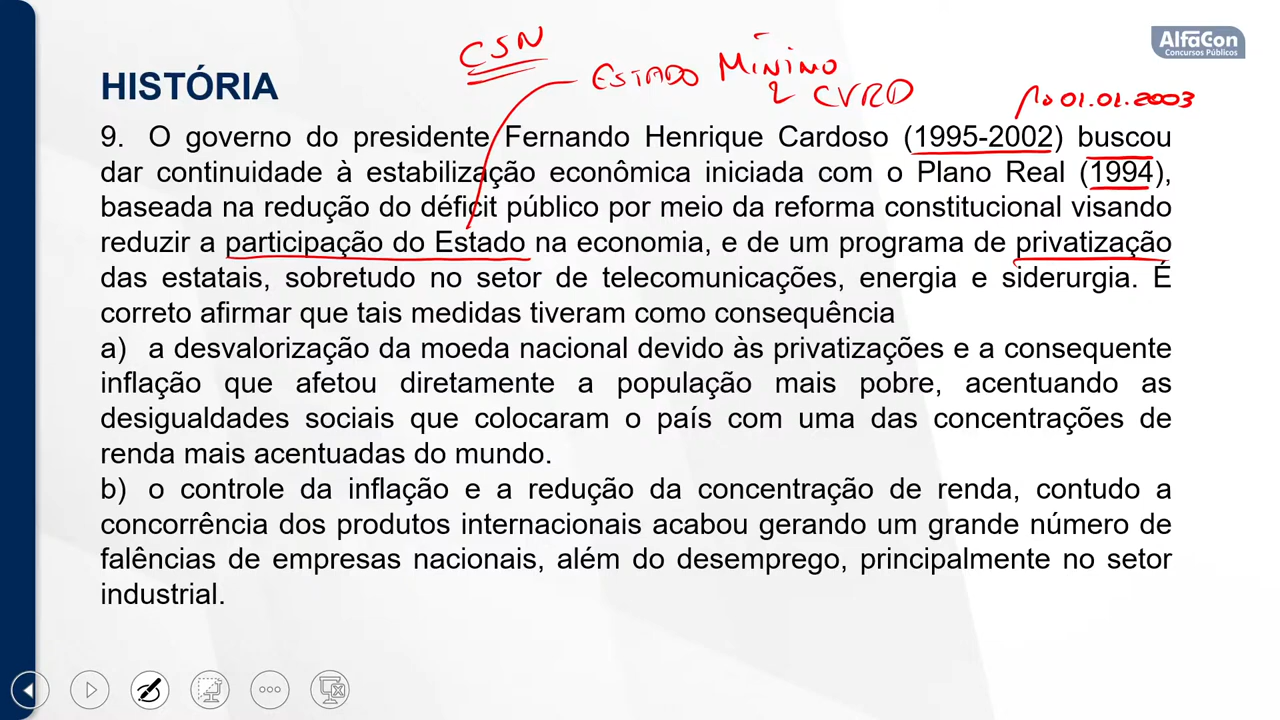 CSN
ESTADO MÍNIMO
CVRD
AlfaCon
Concursos Públicos
HISTÓRIA
01.01.2003
9. O governo do presidente Fernando Henrique Cardoso (1995-2002) buscou
dar continuidade à estabilização econômica iniciada com o Plano Real (1994),
baseada na redução do déficit público por meio da reforma constitucional visando
reduzir a participação do Estado na economia, e de um programa de privatização
das estatais, sobretudo no setor de telecomunicações, energia e siderurgia. É
correto afirmar que tais medidas tiveram como consequência
a) a desvalorização da moeda nacional devido às privatizações e a consequente
inflação que afetou diretamente a população mais pobre, acentuando as
desigualdades sociais que colocaram o país com uma das concentrações de
renda mais acentuadas do mundo.
b) o controle da inflação e a redução da concentração de renda, contudo a
concorrência dos produtos internacionais acabou gerando um grande número de
falências de empresas nacionais, além do desemprego, principalmente no setor
industrial.